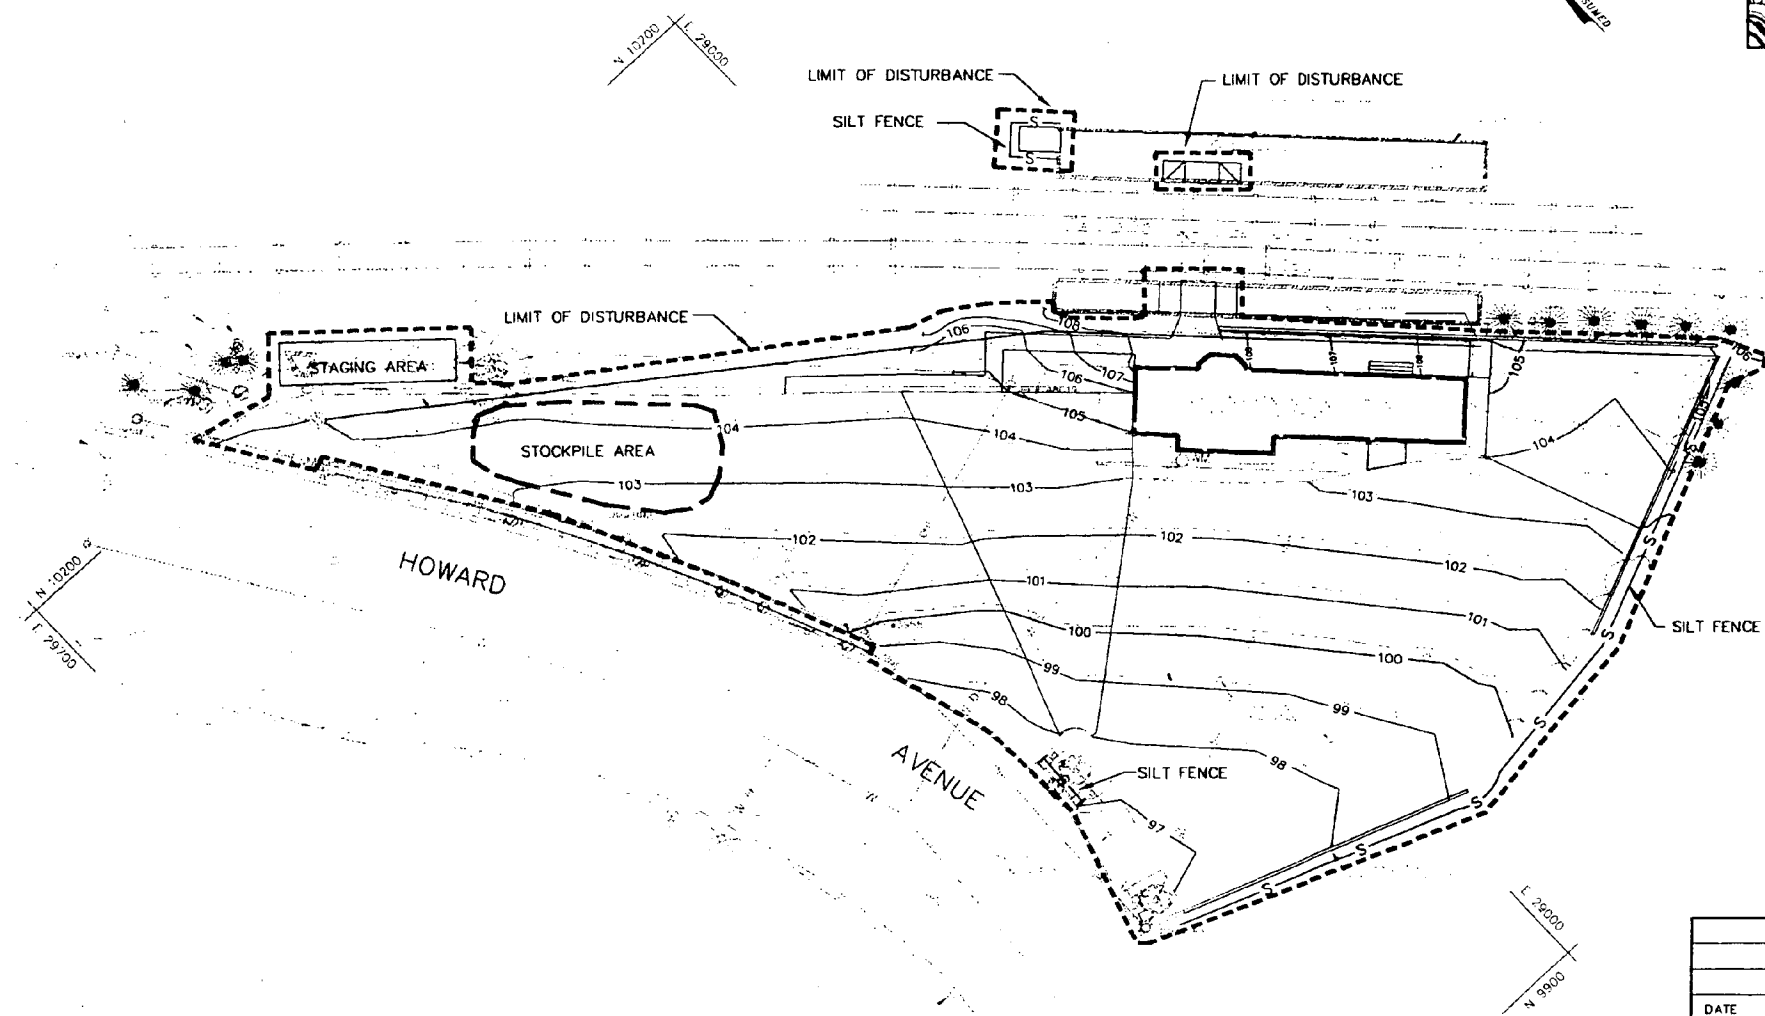 N 10200
E 29000
LIMIT OF DISTURBANCE
LIMIT OF DISTURBANCE
SILT FENCE
S
S
LIMIT OF DISTURBANCE
STAGING AREA
106
108
106
107
105
105
106
105
104
104
104
STOCKPILE AREA
103
103
103
102
102
102
101
101
100
100
99
99
98
98
97
HOWARD
AVENUE
N 10200
E 29700
SILT FENCE
SILT FENCE
S
S
S
S
S
S
E 29000
N 9900
DATE